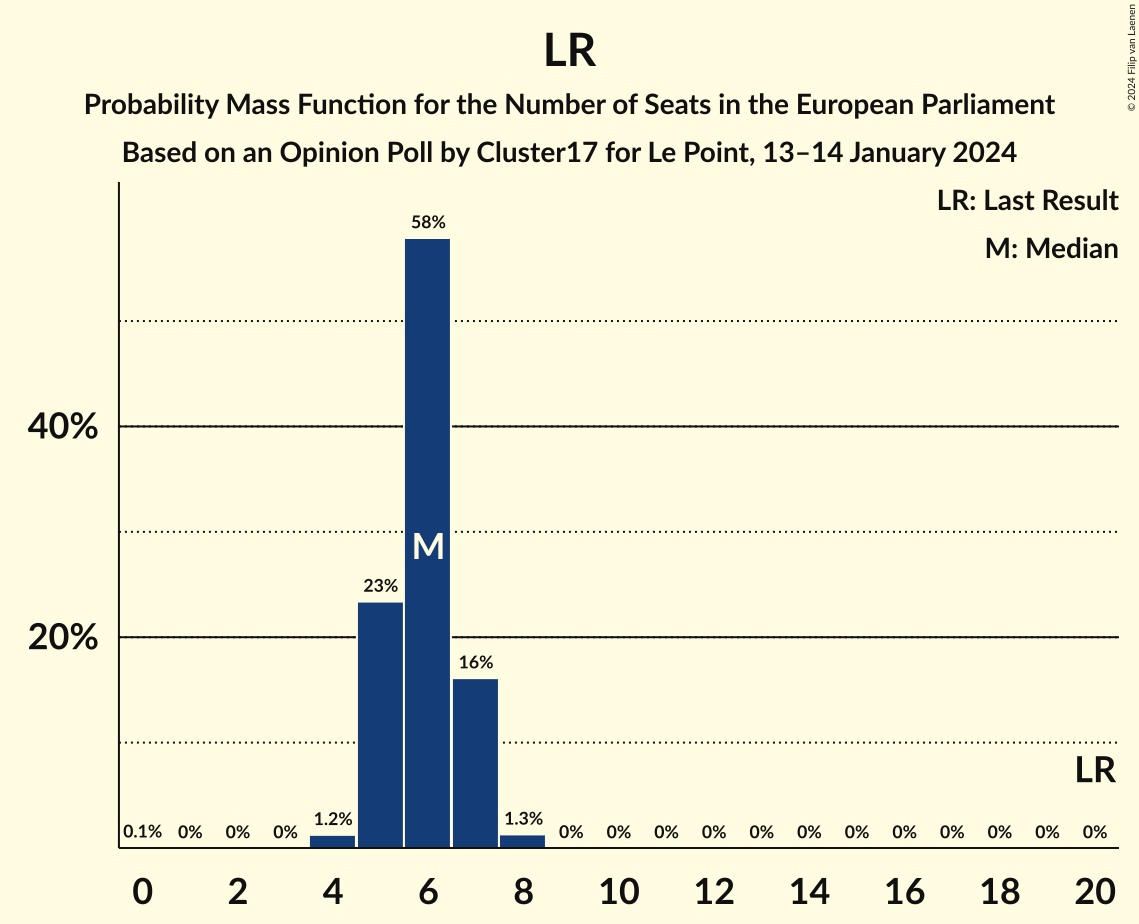 LR
Probability Mass Function for the Number of Seats in the European Parliament
Based on an Opinion Poll by Cluster17 for Le Point, 13–14 January 2024
© 2024 Filip van Laenen
LR: Last Result
M: Median
58%
40%
M
23%
20%
16%
LR
0.1% 0% 0% 0% 1.2% 1.3% 0% 0% 0% 0% 0% 0% 0% 0% 0% 0% 0% 0%
0 2 4 6 8 10 12 14 16 18 20